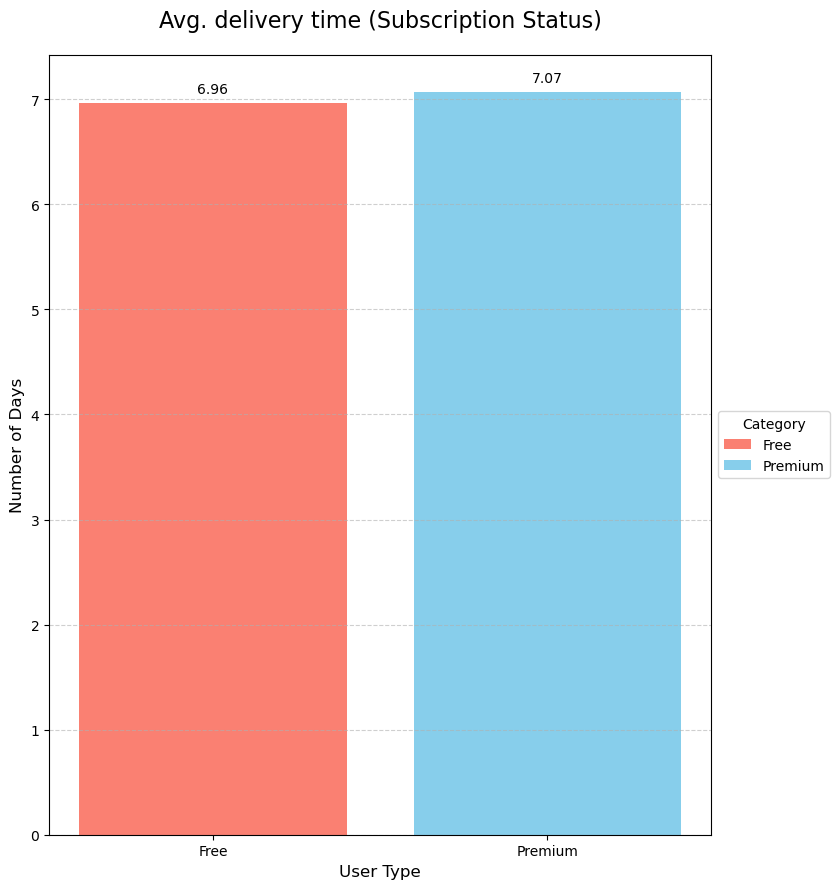 Avg. delivery time (Subscription Status)
6.96
7.07
7
6
5
4
3
2
1
0
Number of Days
Free
Premium
User Type
Category
Free
Premium